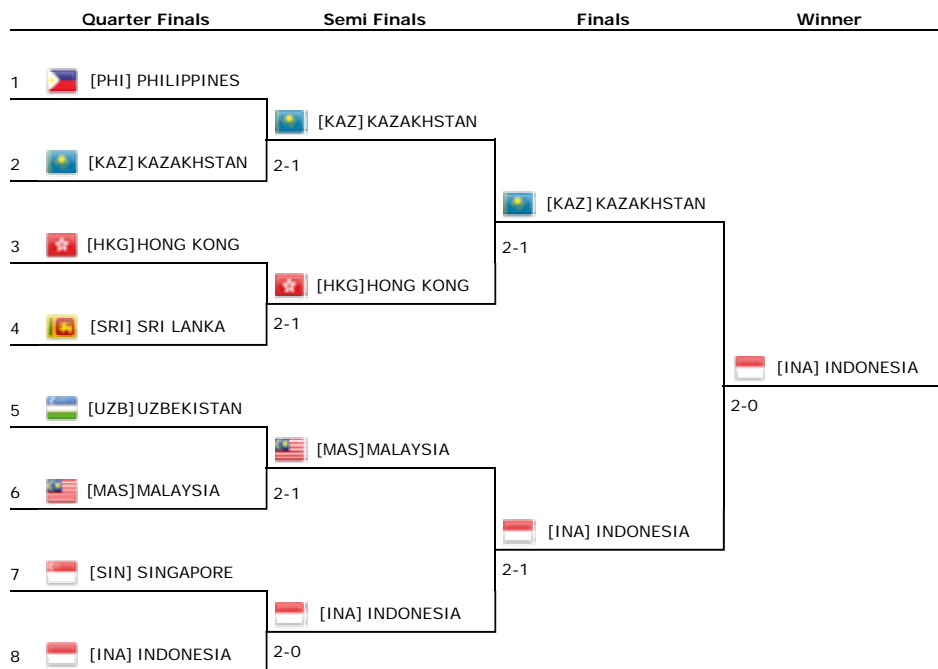 Quarter Finals Semi Finals Finals Winner
1 [PHI] PHILIPPINES
[KAZ] KAZAKHSTAN
2 [KAZ] KAZAKHSTAN 2-1
[KAZ] KAZAKHSTAN
3 [HKG]HONG KONG 2-1
[HKG]HONG KONG
4 [SRI] SRI LANKA 2-1
[INA] INDONESIA
5 [UZB]UZBEKISTAN 2-0
[MAS]MALAYSIA
6 [MAS]MALAYSIA 2-1
[INA] INDONESIA
7 [SIN] SINGAPORE 2-1
[INA] INDONESIA
8 [INA] INDONESIA 2-0